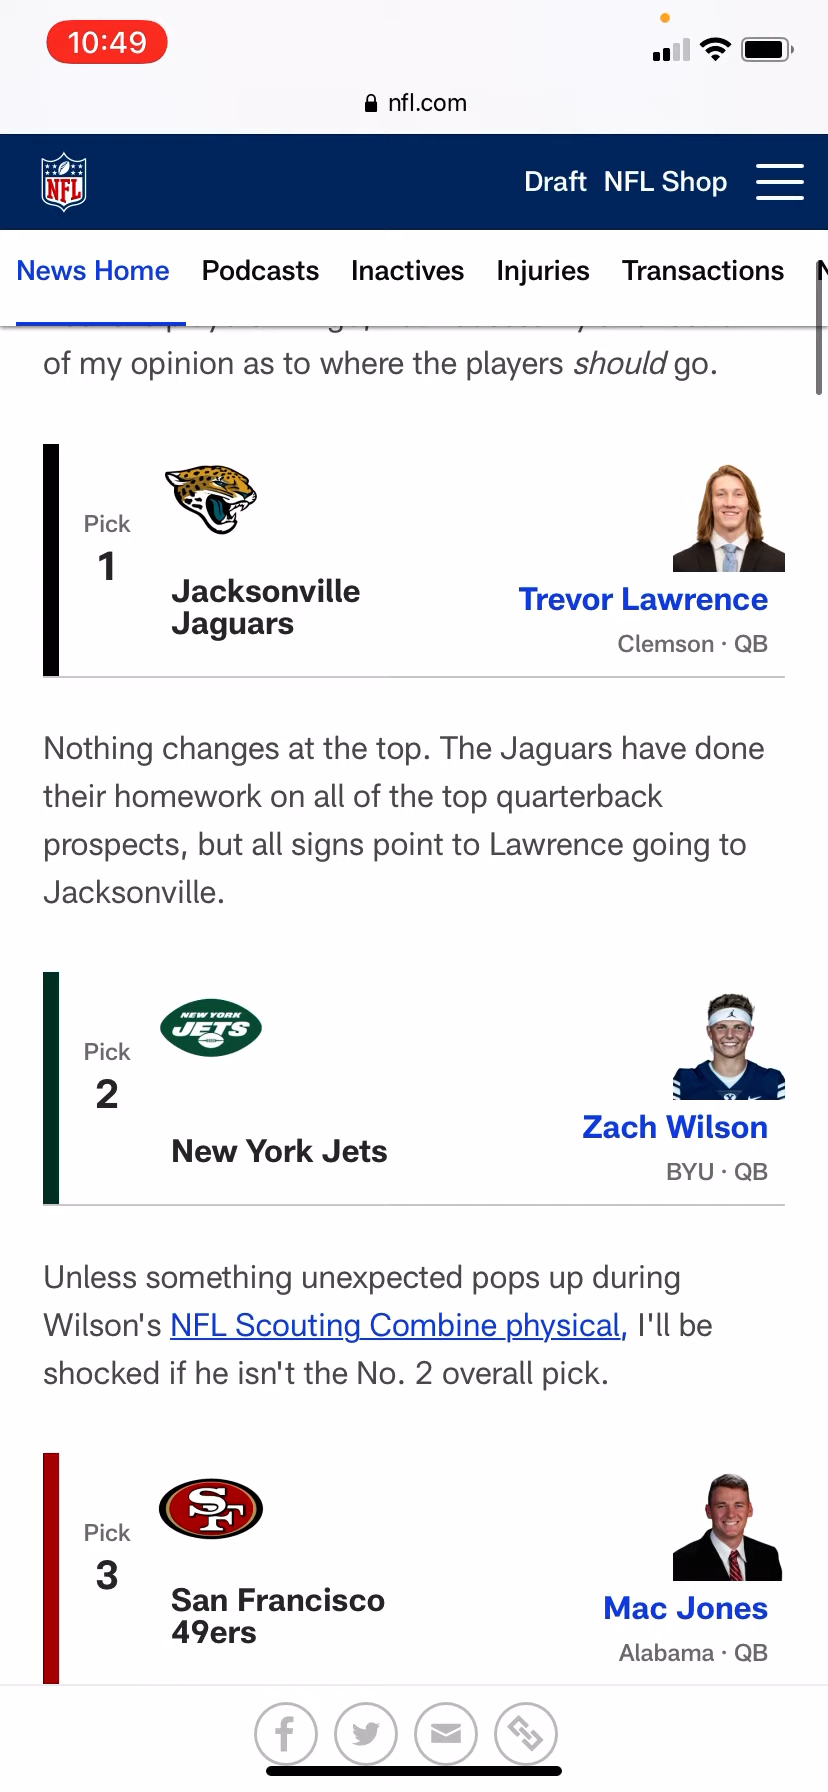 10:49
nfl.com
NFL
Draft NFL Shop
News Home Podcasts Inactives Injuries Transactions
of my opinion as to where the players should go.
Pick
1
Jacksonville
Jaguars
Trevor Lawrence
Clemson · QB
Nothing changes at the top. The Jaguars have done
their homework on all of the top quarterback
prospects, but all signs point to Lawrence going to
Jacksonville.
NEW YORK
JETS
Pick
2
New York Jets
Zach Wilson
BYU · QB
Unless something unexpected pops up during
Wilson's NFL Scouting Combine physical, I'll be
shocked if he isn't the No. 2 overall pick.
SF
Pick
3
San Francisco
49ers
Mac Jones
Alabama · QB